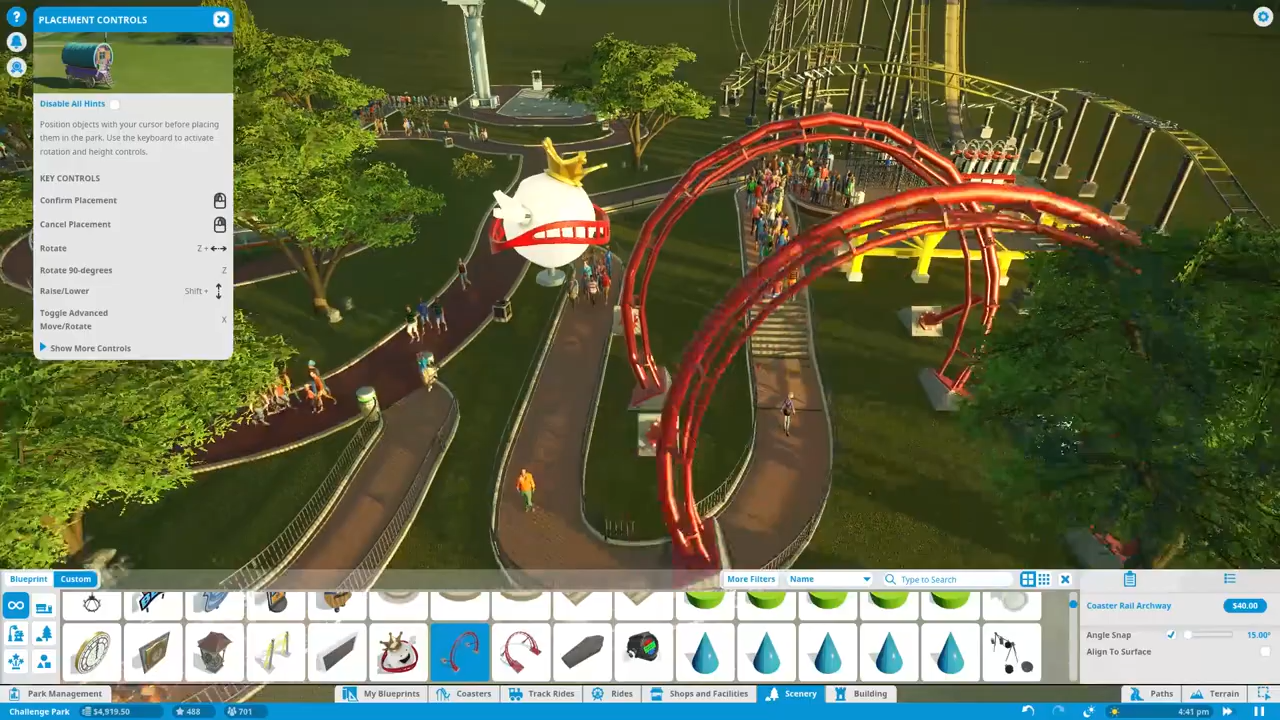 PLACEMENT CONTROLS
Disable All Hints
Position objects with your cursor before placing
them in the park. Use the keyboard to activate
rotation and height controls.
KEY CONTROLS
Confirm Placement
Cancel Placement
Rotate Z +
Rotate 90-degrees Z
Raise/Lower Shift +
Toggle Advanced
Move/Rotate X
Show More Controls
Blueprint Custom More Filters Name Type to Search
Coaster Rail Archway $40.00
Angle Snap 15.00°
Align To Surface
Park Management My Blueprints Coasters Track Rides Rides Shops and Facilities Scenery Building Paths Terrain
Challenge Park $4,919.50 488 701 4:41 pm